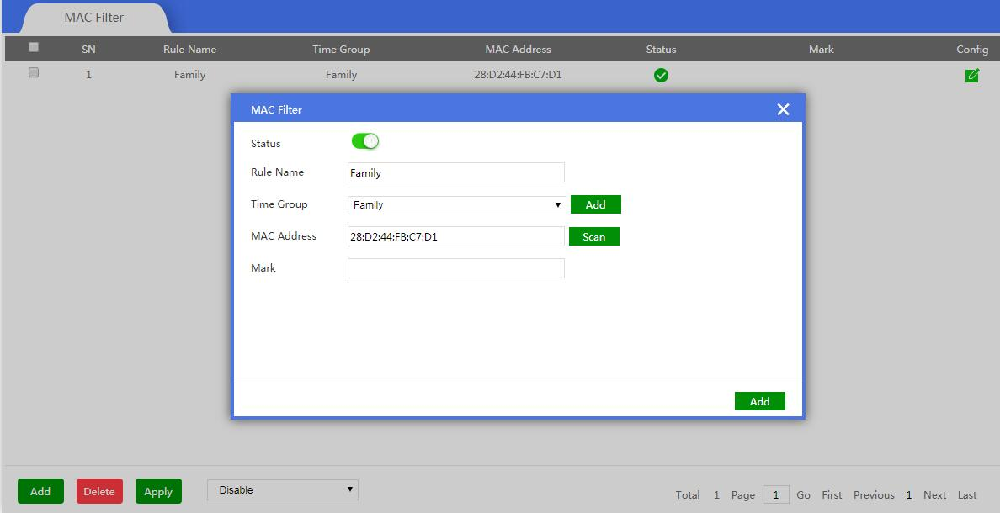 MAC Filter
SN Rule Name Time Group MAC Address Status Mark Config
1 Family Family 28:D2:44:FB:C7:D1
MAC Filter
Status
Rule Name Family
Time Group Family Add
MAC Address 28:D2:44:FB:C7:D1 Scan
Mark
Add
Add Delete Apply Disable Total 1 Page 1 Go First Previous 1 Next Last